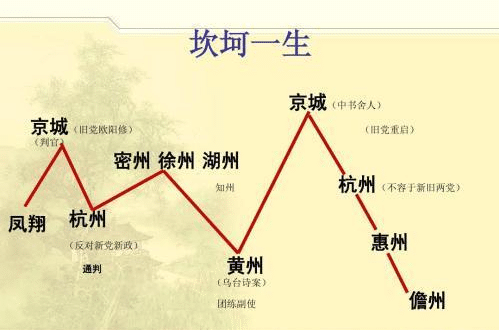 坎坷一生
京城（中书舍人）
京城（旧党欧阳修）
（旧党重启）
（判官）
密州 徐州 湖州
知州
杭州（不容于新旧两党）
凤翔
杭州
（反对新党新政）
通判
惠州
黄州
（乌台诗案）
团练副使
儋州